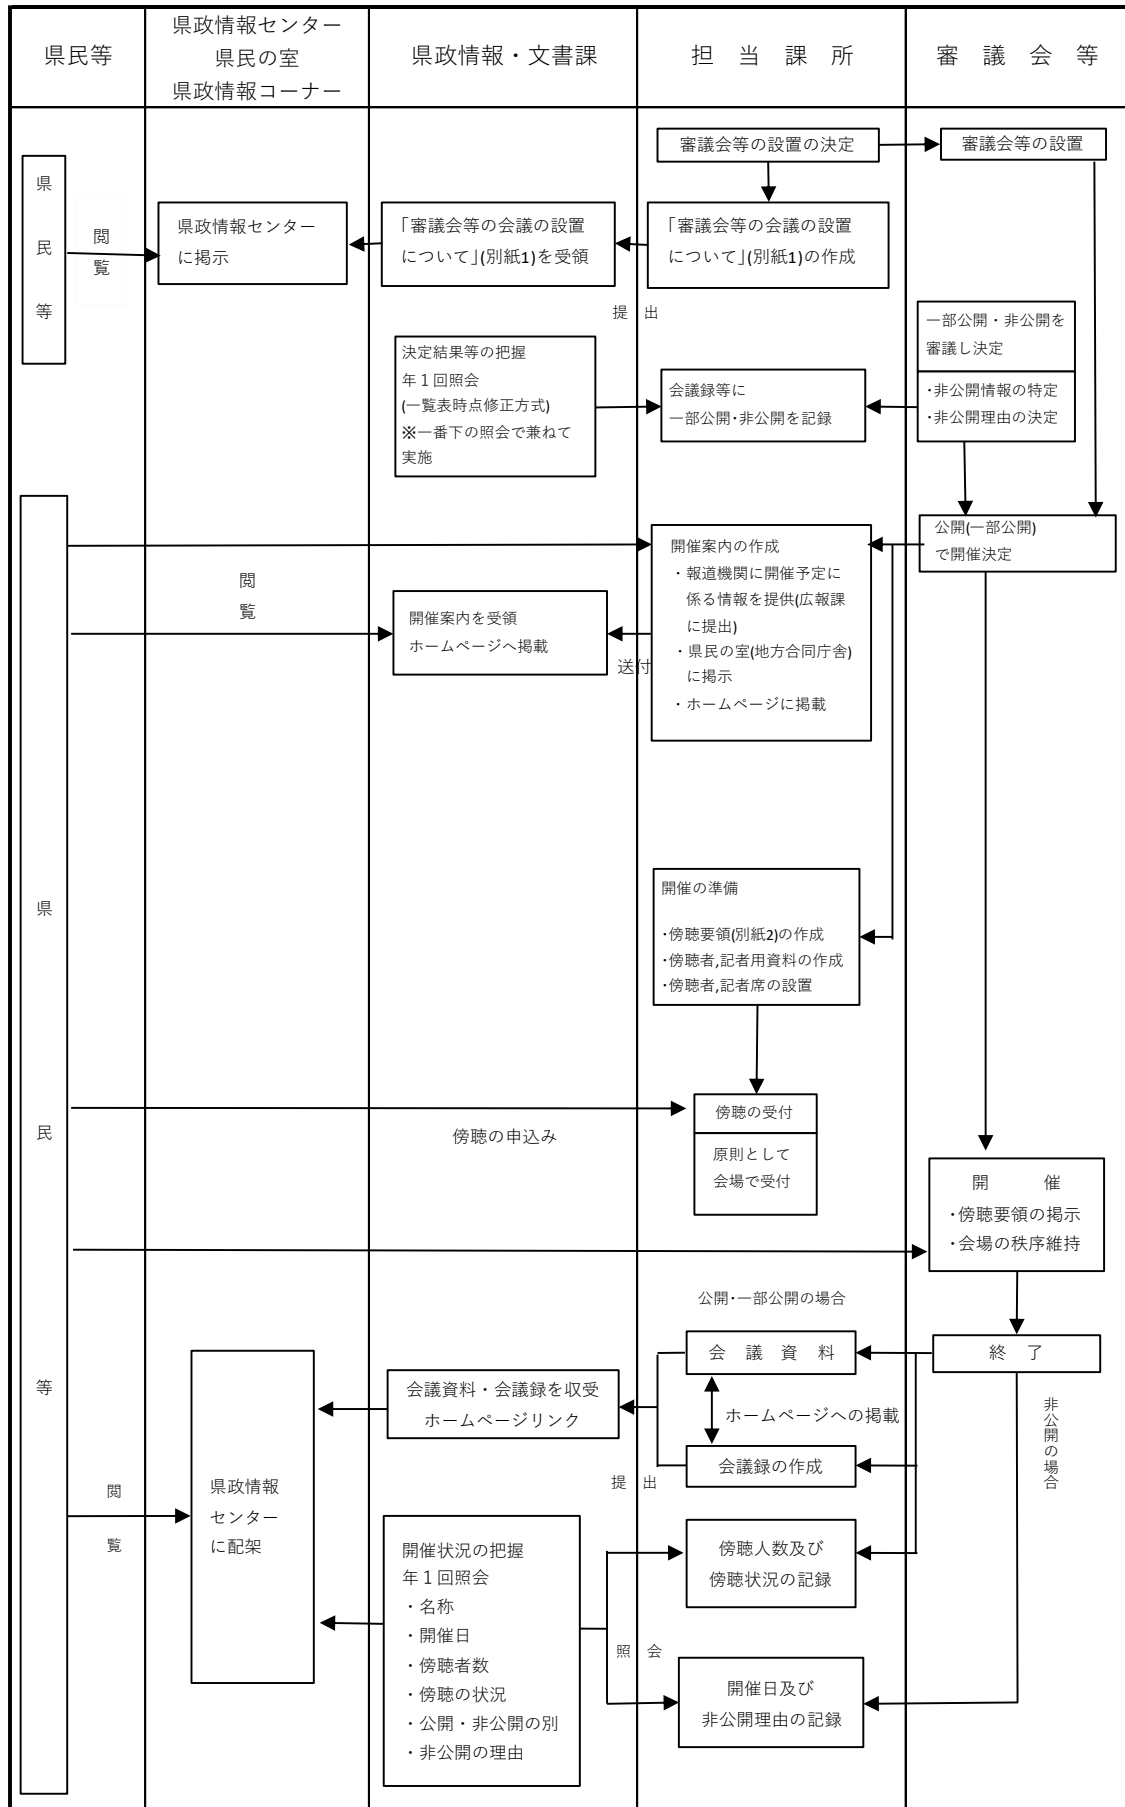 県民等
県政情報センター
県民の室
県政情報コーナー
県政情報・文書課
担　当　課　所
審　議　会　等
審議会等の設置の決定
審議会等の設置
県
民
等
閲
覧
県政情報センター
に掲示
「審議会等の会議の設置
について」(別紙1)を受領
「審議会等の会議の設置
について」(別紙1)の作成
提　出
一部公開・非公開を
審議し決定
・非公開情報の特定
・非公開理由の決定
決定結果等の把握
年１回照会
(一覧表時点修正方式)
※一番下の照会で兼ねて
実施
会議録等に
一部公開・非公開を記録
公開(一部公開)
で開催決定
開催案内の作成
・報道機関に開催予定に
係る情報を提供(広報課
に提出)
・県民の室(地方合同庁舎)
に掲示
・ホームページに掲載
閲
覧
開催案内を受領
ホームページへ掲載
送付
開催の準備
・傍聴要領(別紙2)の作成
・傍聴者,記者用資料の作成
・傍聴者,記者席の設置
県
民
等
傍聴の受付
原則として
会場で受付
傍聴の申込み
開　　　催
・傍聴要領の掲示
・会場の秩序維持
公開・一部公開の場合
会　議　資　料
終　了
会議資料・会議録を収受
ホームページリンク
ホームページへの掲載
会議録の作成
提　出
非公開の場合
県政情報
センター
に配架
閲
覧
開催状況の把握
年１回照会
・名称
・開催日
・傍聴者数
・傍聴の状況
・公開・非公開の別
・非公開の理由
傍聴人数及び
傍聴状況の記録
照　会
開催日及び
非公開理由の記録